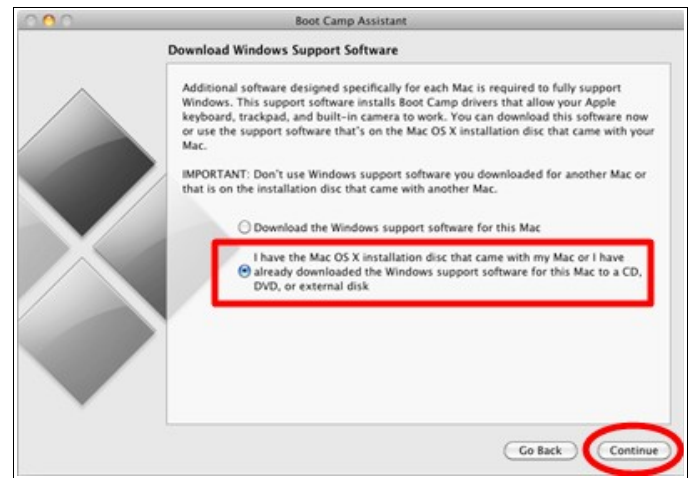 Boot Camp Assistant
Download Windows Support Software
Additional software designed specifically for each Mac is required to fully support
Windows. This support software installs Boot Camp drivers that allow your Apple
keyboard, trackpad, and built-in camera to work. You can download this software now
or use the support software that's on the Mac OS X installation disc that came with your
Mac.
IMPORTANT: Don't use Windows support software you downloaded for another Mac or
that is on the installation disc that came with another Mac.
Download the Windows support software for this Mac
I have the Mac OS X installation disc that came with my Mac or I have
already downloaded the Windows support software for this Mac to a CD,
DVD, or external disk
Go Back Continue